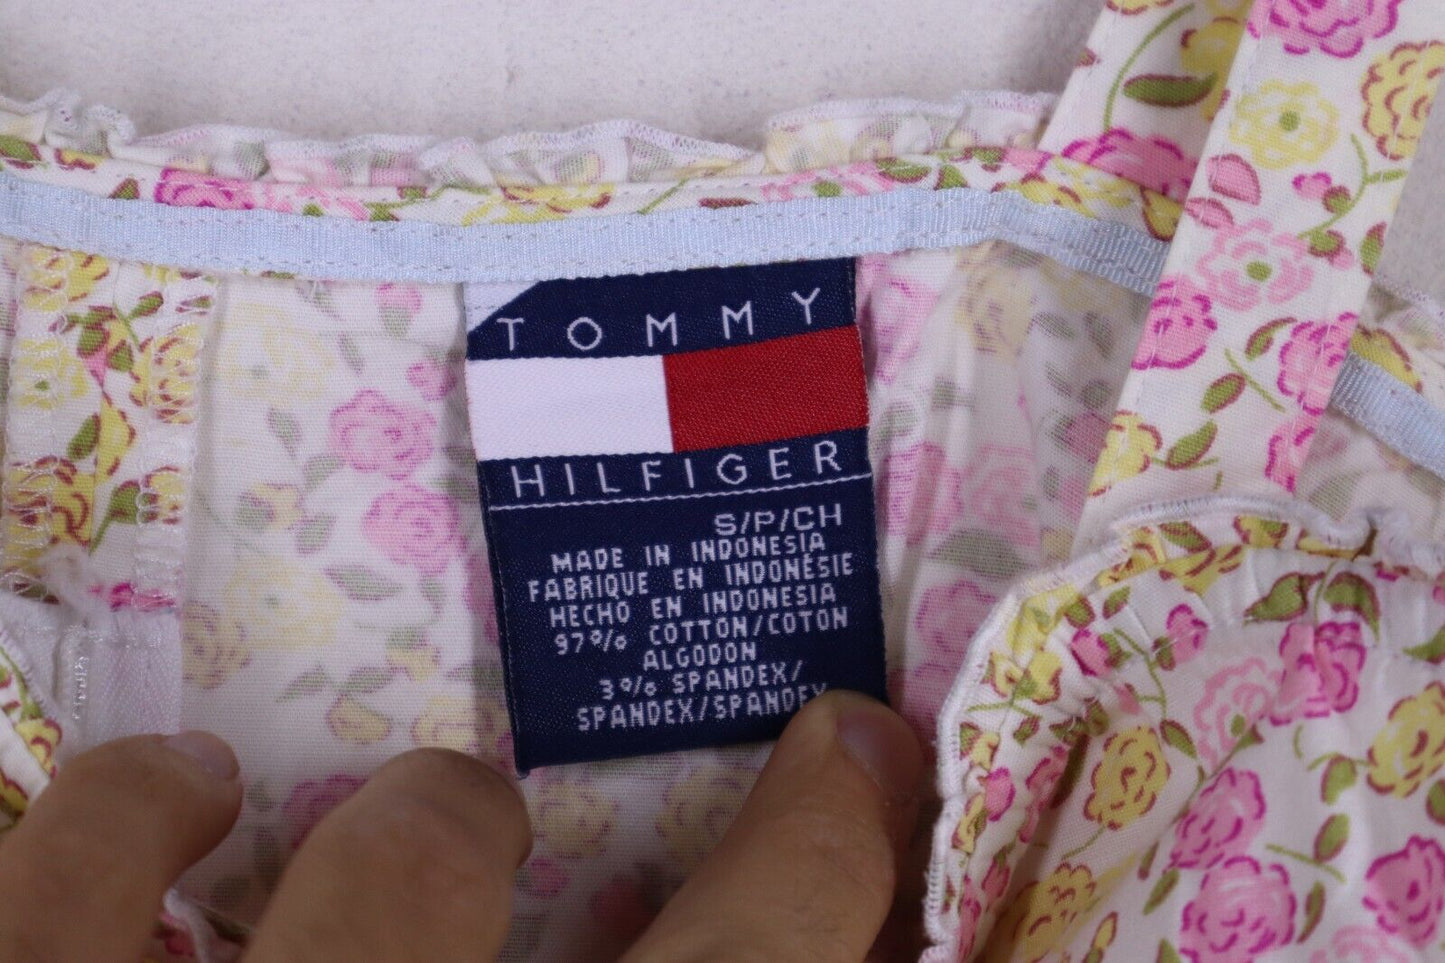 TOMMY
HILFIGER
S/P/CH
MADE IN INDONESIA
FABRIQUE EN INDONÉSIE
HECHO EN INDONESIA
97% COTTON/COTON
ALGODON
3% SPANDEX/
SPANDEX/SPANDEX